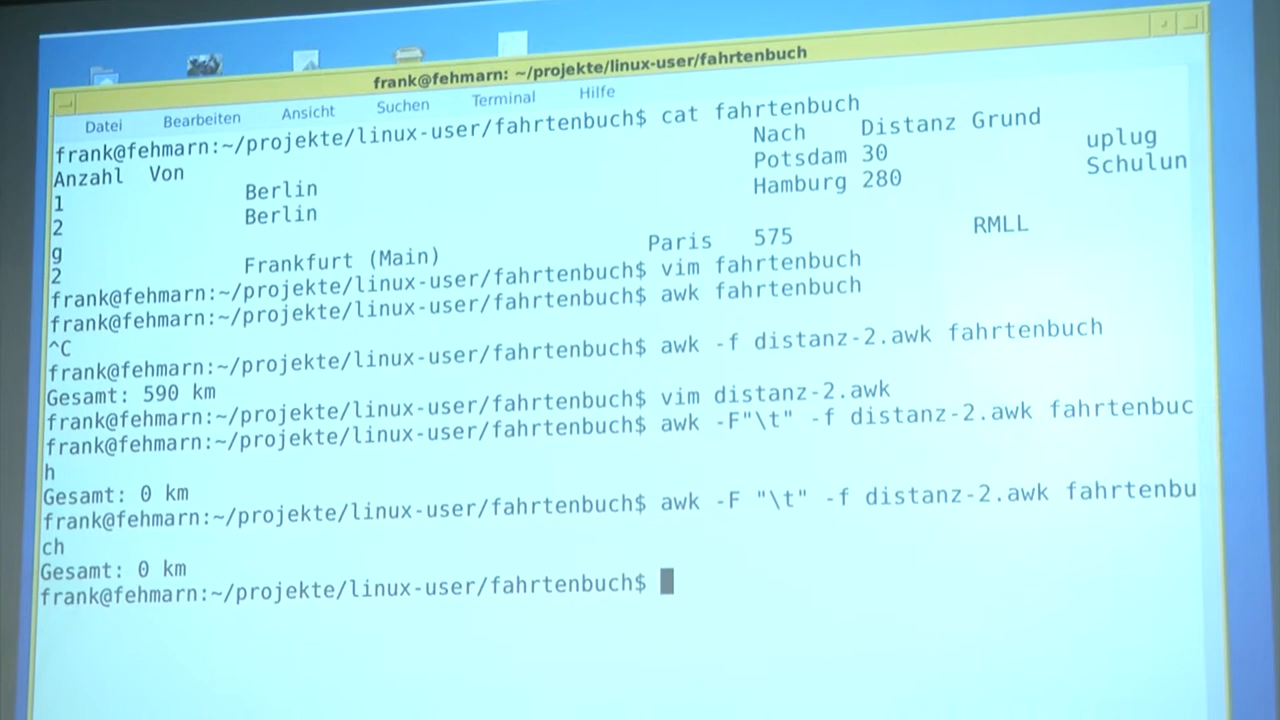 frank@fehmarn: ~/projekte/linux-user/fahrtenbuch
Datei Bearbeiten Ansicht Suchen Terminal Hilfe
frank@fehmarn:~/projekte/linux-user/fahrtenbuch$ cat fahrtenbuch
Anzahl Von Nach Distanz Grund
1 Berlin Potsdam 30 uplug
2 Berlin Hamburg 280 Schulun
g
2 Frankfurt (Main) Paris 575 RMLL
frank@fehmarn:~/projekte/linux-user/fahrtenbuch$ vim fahrtenbuch
frank@fehmarn:~/projekte/linux-user/fahrtenbuch$ awk fahrtenbuch
^C
frank@fehmarn:~/projekte/linux-user/fahrtenbuch$ awk -f distanz-2.awk fahrtenbuch
Gesamt: 590 km
frank@fehmarn:~/projekte/linux-user/fahrtenbuch$ vim distanz-2.awk
frank@fehmarn:~/projekte/linux-user/fahrtenbuch$ awk -F"\t" -f distanz-2.awk fahrtenbuc
h
Gesamt: 0 km
frank@fehmarn:~/projekte/linux-user/fahrtenbuch$ awk -F "\t" -f distanz-2.awk fahrtenbu
ch
Gesamt: 0 km
frank@fehmarn:~/projekte/linux-user/fahrtenbuch$